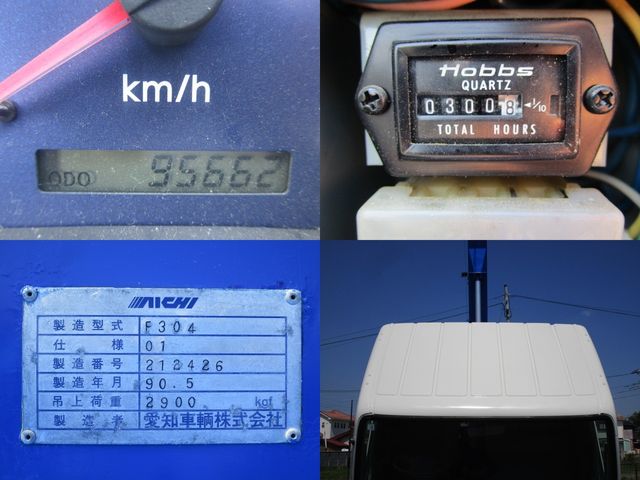 km/h
ODO 95662
Hobbs
QUARTZ
0300 8 ◄1/10
TOTAL HOURS
AICHI
製造型式 F304
仕様 01
製造番号 212426
製造年月 90.5
吊上荷重 2900 kgf
製造者 愛知車輌株式会社